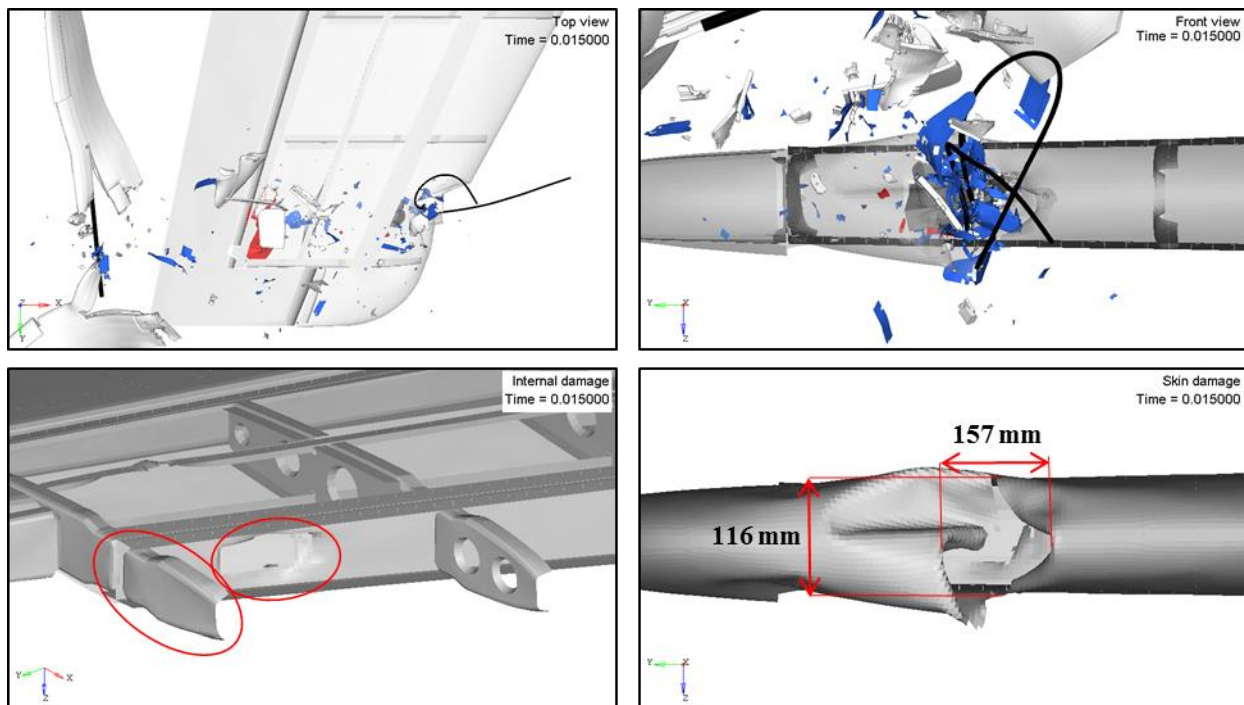 Top view
Time = 0.015000
Z
X
Y
Front view
Time = 0.015000
Y
X
Z
Internal damage
Time = 0.015000
Y
X
Z
Skin damage
Time = 0.015000
157 mm
116 mm
Y
X
Z